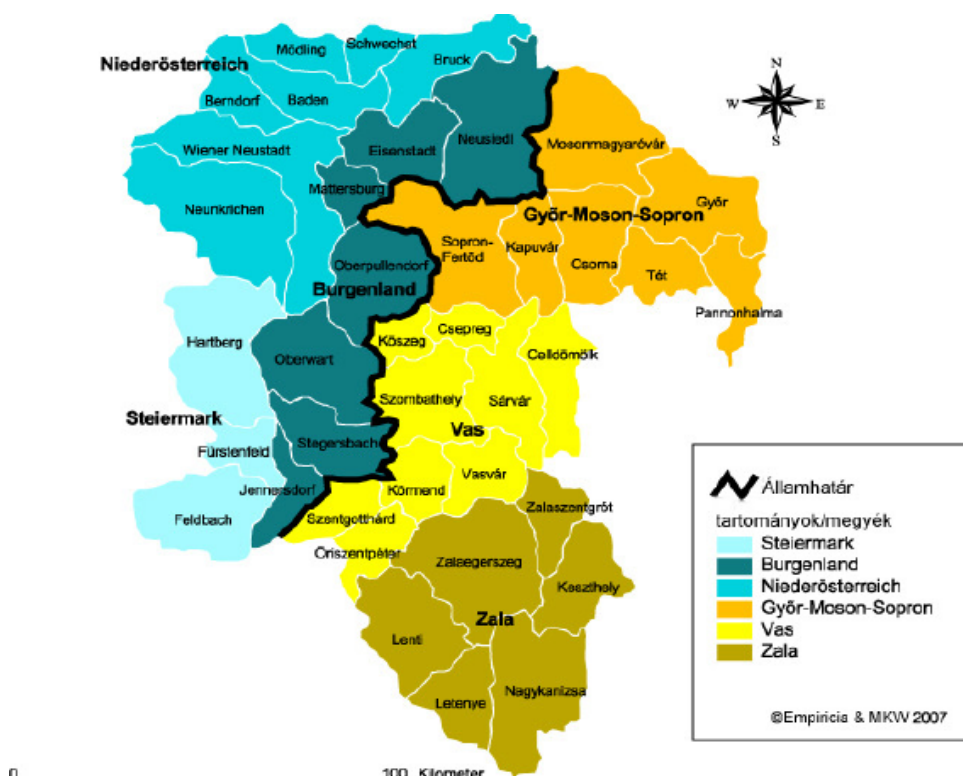 Niederösterreich
Mödling
Schwechat
Bruck
Berndorf
Baden
Wiener Neustadt
Eisenstadt
Neusiedl
Mattersburg
Neunkrichen
Mosonmagyaróvár
Győr-Moson-Sopron
Győr
Sopron-
Fertőd
Kapuvár
Csorna
Tét
Pannonhalma
Oberpullendorf
Burgenland
Hartberg
Oberwart
Kőszeg
Csepreg
Celldömölk
Szombathely
Sárvár
Steiermark
Vas
Stegersbach
Fürstenfeld
Vasvár
Jennersdorf
Körmend
Feldbach
Szentgotthárd
Zalaszentgrót
Őriszentpéter
Zalaegerszeg
Keszthely
Zala
Lenti
Letenye
Nagykanizsa
N
W
E
S
Államhatár
tartományok/megyék
Steiermark
Burgenland
Niederösterreich
Győr-Moson-Sopron
Vas
Zala
©Empiricia & MKW 2007
0
100 Kilometer